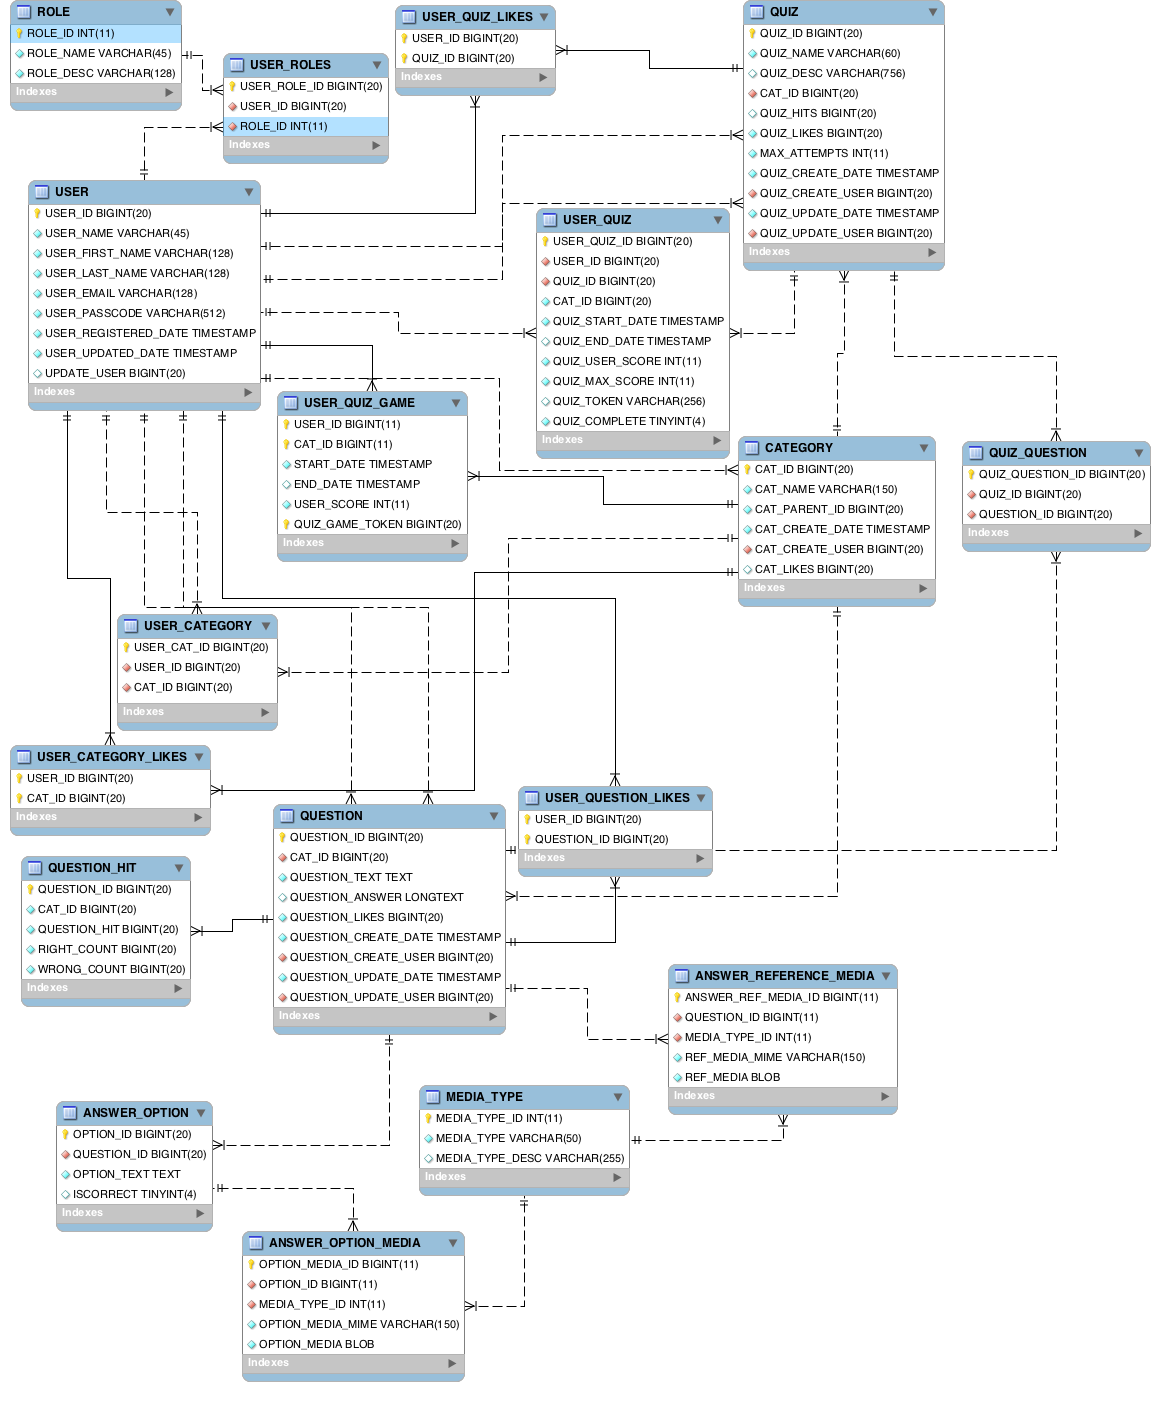 ROLE
ROLE_ID INT(11)
ROLE_NAME VARCHAR(45)
ROLE_DESC VARCHAR(128)
Indexes
USER_ROLES
USER_ROLE_ID BIGINT(20)
USER_ID BIGINT(20)
ROLE_ID INT(11)
Indexes
USER_QUIZ_LIKES
USER_ID BIGINT(20)
QUIZ_ID BIGINT(20)
Indexes
QUIZ
QUIZ_ID BIGINT(20)
QUIZ_NAME VARCHAR(60)
QUIZ_DESC VARCHAR(756)
CAT_ID BIGINT(20)
QUIZ_HITS BIGINT(20)
QUIZ_LIKES BIGINT(20)
MAX_ATTEMPTS INT(11)
QUIZ_CREATE_DATE TIMESTAMP
QUIZ_CREATE_USER BIGINT(20)
QUIZ_UPDATE_DATE TIMESTAMP
QUIZ_UPDATE_USER BIGINT(20)
Indexes
USER
USER_ID BIGINT(20)
USER_NAME VARCHAR(45)
USER_FIRST_NAME VARCHAR(128)
USER_LAST_NAME VARCHAR(128)
USER_EMAIL VARCHAR(128)
USER_PASSCODE VARCHAR(512)
USER_REGISTERED_DATE TIMESTAMP
USER_UPDATED_DATE TIMESTAMP
UPDATE_USER BIGINT(20)
Indexes
USER_QUIZ
USER_QUIZ_ID BIGINT(20)
USER_ID BIGINT(20)
QUIZ_ID BIGINT(20)
CAT_ID BIGINT(20)
QUIZ_START_DATE TIMESTAMP
QUIZ_END_DATE TIMESTAMP
QUIZ_USER_SCORE INT(11)
QUIZ_MAX_SCORE INT(11)
QUIZ_TOKEN VARCHAR(256)
QUIZ_COMPLETE TINYINT(4)
Indexes
USER_QUIZ_GAME
USER_ID BIGINT(11)
CAT_ID BIGINT(11)
START_DATE TIMESTAMP
END_DATE TIMESTAMP
USER_SCORE INT(11)
QUIZ_GAME_TOKEN BIGINT(20)
Indexes
CATEGORY
CAT_ID BIGINT(20)
CAT_NAME VARCHAR(150)
CAT_PARENT_ID BIGINT(20)
CAT_CREATE_DATE TIMESTAMP
CAT_CREATE_USER BIGINT(20)
CAT_LIKES BIGINT(20)
Indexes
QUIZ_QUESTION
QUIZ_QUESTION_ID BIGINT(20)
QUIZ_ID BIGINT(20)
QUESTION_ID BIGINT(20)
Indexes
USER_CATEGORY
USER_CAT_ID BIGINT(20)
USER_ID BIGINT(20)
CAT_ID BIGINT(20)
Indexes
USER_CATEGORY_LIKES
USER_ID BIGINT(20)
CAT_ID BIGINT(20)
Indexes
QUESTION
QUESTION_ID BIGINT(20)
CAT_ID BIGINT(20)
QUESTION_TEXT TEXT
QUESTION_ANSWER LONGTEXT
QUESTION_LIKES BIGINT(20)
QUESTION_CREATE_DATE TIMESTAMP
QUESTION_CREATE_USER BIGINT(20)
QUESTION_UPDATE_DATE TIMESTAMP
QUESTION_UPDATE_USER BIGINT(20)
Indexes
USER_QUESTION_LIKES
USER_ID BIGINT(20)
QUESTION_ID BIGINT(20)
Indexes
QUESTION_HIT
QUESTION_ID BIGINT(20)
CAT_ID BIGINT(20)
QUESTION_HIT BIGINT(20)
RIGHT_COUNT BIGINT(20)
WRONG_COUNT BIGINT(20)
Indexes
ANSWER_REFERENCE_MEDIA
ANSWER_REF_MEDIA_ID BIGINT(11)
QUESTION_ID BIGINT(11)
MEDIA_TYPE_ID INT(11)
REF_MEDIA_MIME VARCHAR(150)
REF_MEDIA BLOB
Indexes
MEDIA_TYPE
MEDIA_TYPE_ID INT(11)
MEDIA_TYPE VARCHAR(50)
MEDIA_TYPE_DESC VARCHAR(255)
Indexes
ANSWER_OPTION
OPTION_ID BIGINT(20)
QUESTION_ID BIGINT(20)
OPTION_TEXT TEXT
ISCORRECT TINYINT(4)
Indexes
ANSWER_OPTION_MEDIA
OPTION_MEDIA_ID BIGINT(11)
OPTION_ID BIGINT(11)
MEDIA_TYPE_ID INT(11)
OPTION_MEDIA_MIME VARCHAR(150)
OPTION_MEDIA BLOB
Indexes